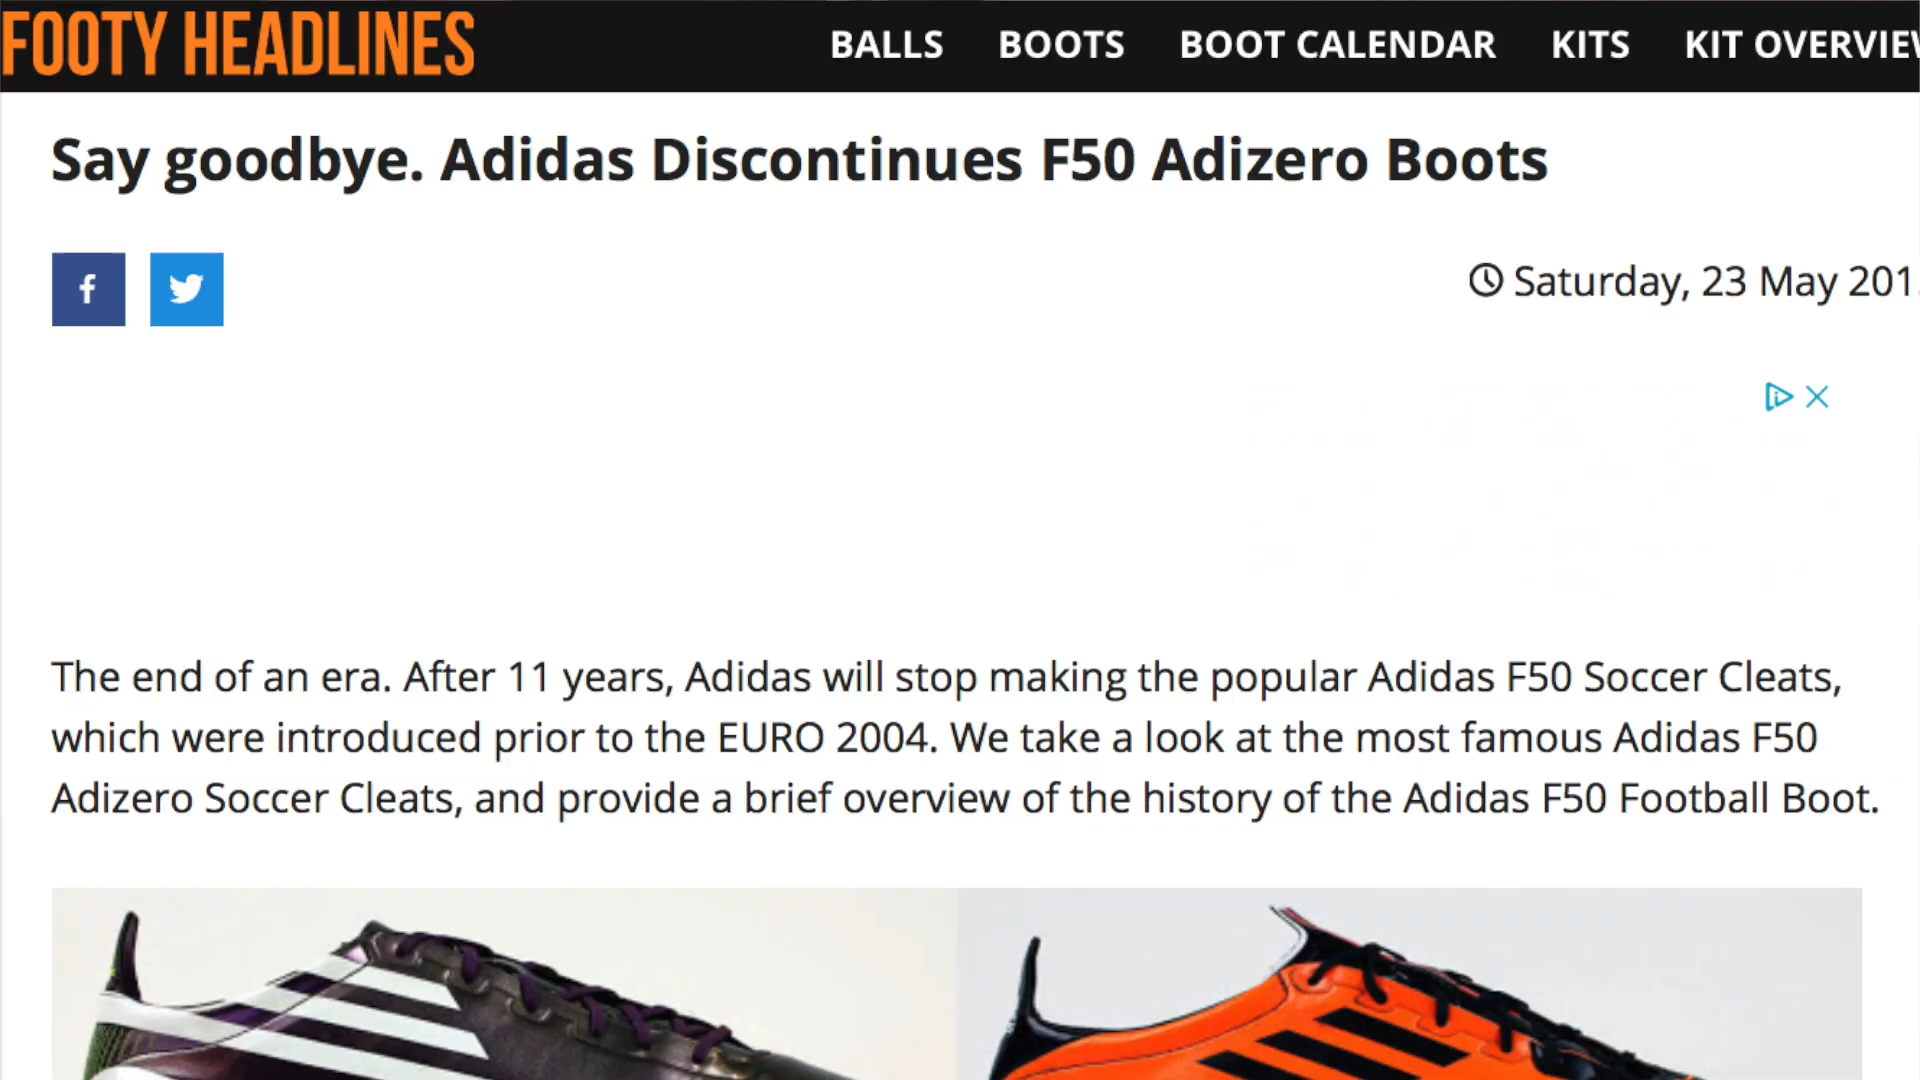 FOOTY HEADLINES
BALLS BOOTS BOOT CALENDAR KITS KIT
Say goodbye. Adidas Discontinues F50 Adizero Boots
f
Saturday, 23 May
The end of an era. After 11 years, Adidas will stop making the popular Adidas F50 Soccer Cleats,
which were introduced prior to the EURO 2004. We take a look at the most famous Adidas F50
Adizero Soccer Cleats, and provide a brief overview of the history of the Adidas F50 Football Boot.